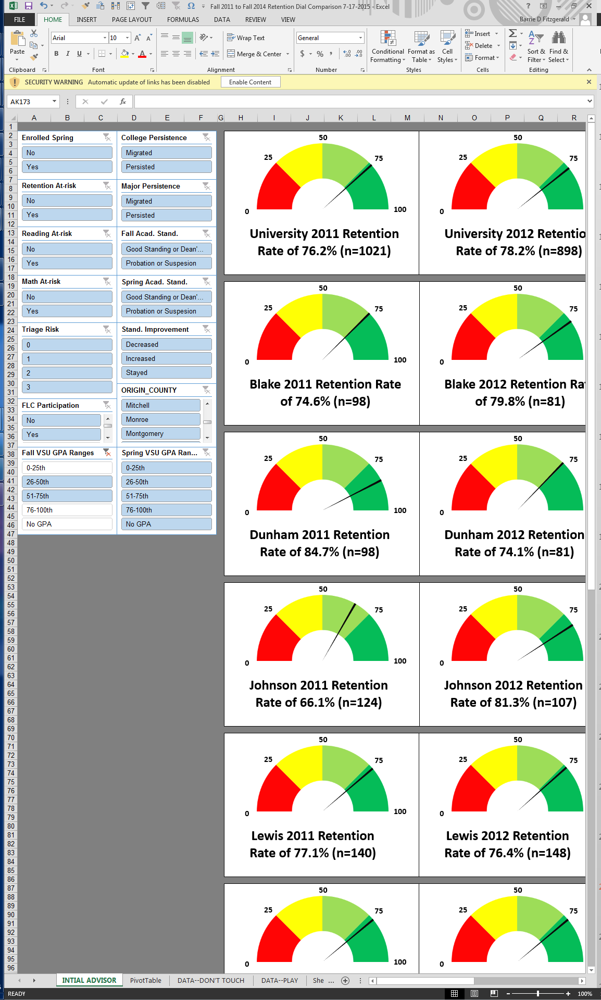 Fall 2011 to Fall 2014 Retention Dial Comparison 7-17-2015 - Excel
FILE HOME INSERT PAGE LAYOUT FORMULAS DATA REVIEW VIEW Barrie D Fitzgerald
Paste Arial 10 Wrap Text General Conditional Format as Cell Insert Sort & Find &
B I U Merge & Center $ % Formatting Table Styles Delete Filter Select
Format
Clipboard Font Alignment Number Styles Cells Editing
SECURITY WARNING Automatic update of links has been disabled Enable Content
AK173
A B C D E F G H I J K L M N O P Q R
1
2
3
4
5
6
7
8
9
10
11
12
13
14
15
16
17
18
19
20
21
22
23
24
25
26
27
28
29
30
31
32
33
34
35
36
37
38
39
40
41
42
43
44
45
46
47
48
49
50
51
52
53
54
55
56
57
58
59
60
61
62
63
64
65
66
67
68
69
70
71
72
73
74
75
76
77
78
79
80
81
82
83
84
85
86
87
88
89
90
91
92
93
94
95
96
Enrolled Spring
No
Yes
Retention At-risk
No
Yes
Reading At-risk
No
Yes
Math At-risk
No
Yes
Triage Risk
0
1
2
3
FLC Participation
No
Yes
Fall VSU GPA Ranges
0-25th
26-50th
51-75th
76-100th
No GPA
College Persistence
Migrated
Persisted
Major Persistence
Migrated
Persisted
Fall Acad. Stand.
Good Standing or Dean'...
Probation or Suspesion
Spring Acad. Stand.
Good Standing or Dean'...
Probation or Suspesion
Stand. Improvement
Decreased
Increased
Stayed
ORIGIN_COUNTY
Mitchell
Monroe
Montgomery
Spring VSU GPA Ran...
0-25th
26-50th
51-75th
76-100th
No GPA
0 25 50 75 100
University 2011 Retention
Rate of 76.2% (n=1021)
0 25 50 75
University 2012 Retentio
Rate of 78.2% (n=898)
0 25 50 75 100
Blake 2011 Retention Rate
of 74.6% (n=98)
0 25 50 75
Blake 2012 Retention Ra
of 79.8% (n=81)
0 25 50 75 100
Dunham 2011 Retention
Rate of 84.7% (n=98)
0 25 50 75
Dunham 2012 Retention
Rate of 74.1% (n=81)
0 25 50 75 100
Johnson 2011 Retention
Rate of 66.1% (n=124)
0 25 50 75
Johnson 2012 Retention
Rate of 81.3% (n=107)
0 25 50 75 100
Lewis 2011 Retention
Rate of 77.1% (n=140)
0 25 50 75
Lewis 2012 Retention
Rate of 76.4% (n=148)
0 25 50 75 100
0 25 50 75
INTIAL ADVISOR PivotTable DATA--DON'T TOUCH DATA--PLAY She ...
READY 100%